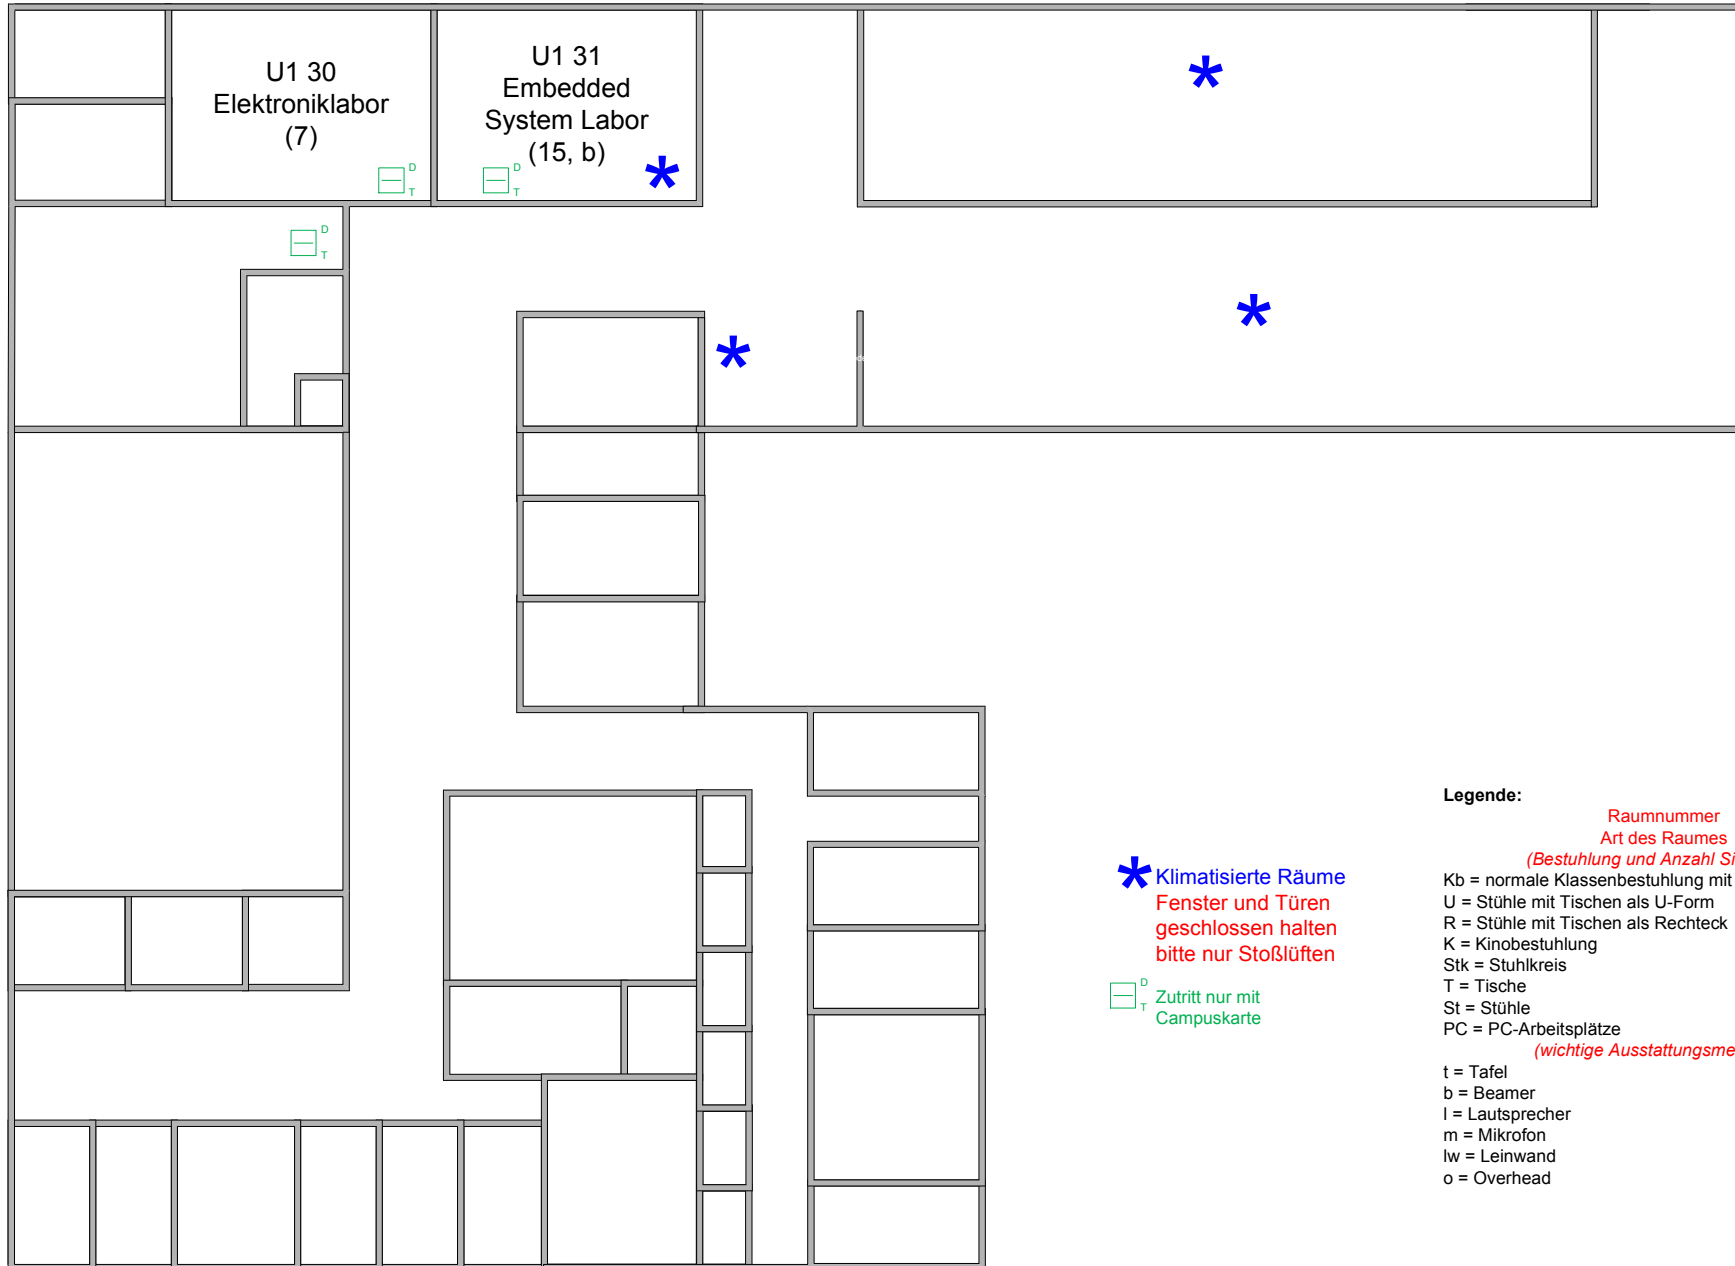 U1 30
Elektroniklabor
(7)
D
T
U1 31
Embedded
System Labor
(15, b)
D
T
D
T
Klimatisierte Räume
Fenster und Türen
geschlossen halten
bitte nur Stoßlüften
D
T
Zutritt nur mit
Campuskarte
Legende:
Raumnummer
Art des Raumes
(Bestuhlung und Anzahl Si
Kb = normale Klassenbestuhlung mit
U = Stühle mit Tischen als U-Form
R = Stühle mit Tischen als Rechteck
K = Kinobestuhlung
Stk = Stuhlkreis
T = Tische
St = Stühle
PC = PC-Arbeitsplätze
(wichtige Ausstattungsme
t = Tafel
b = Beamer
l = Lautsprecher
m = Mikrofon
lw = Leinwand
o = Overhead